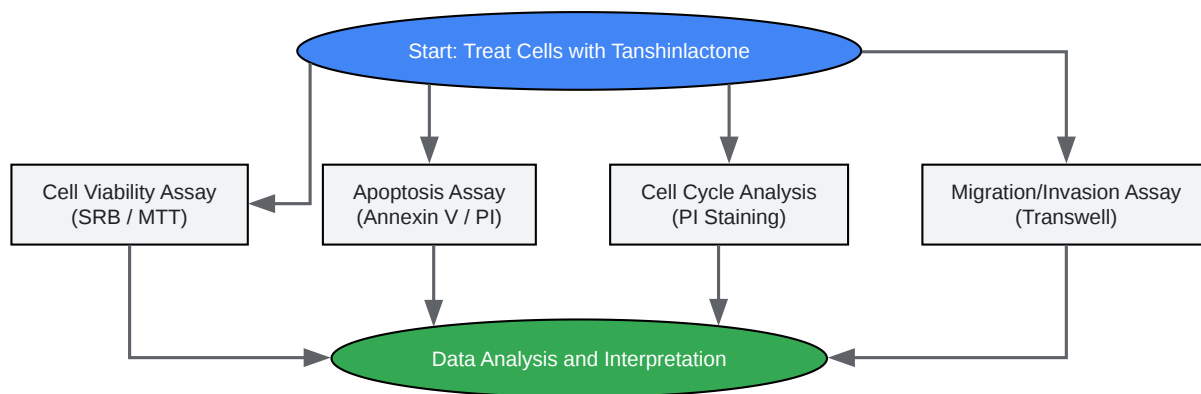 Start: Treat Cells with Tanshinlactone
Cell Viability Assay
(SRB / MTT)
Apoptosis Assay
(Annexin V / PI)
Cell Cycle Analysis
(PI Staining)
Migration/Invasion Assay
(Transwell)
Data Analysis and Interpretation